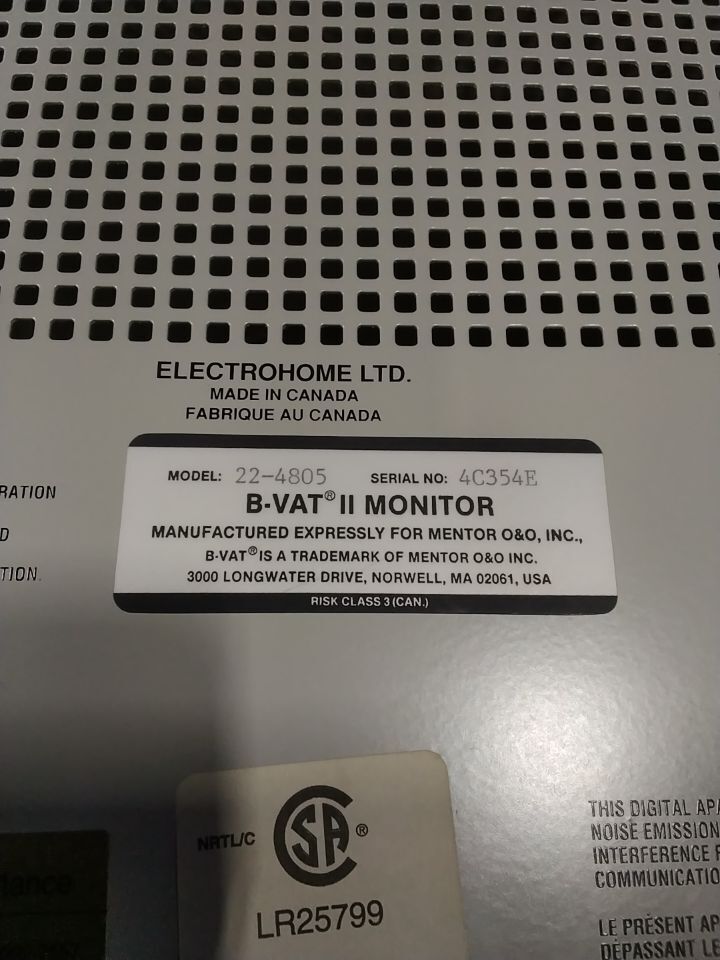 ELECTROHOME LTD.
MADE IN CANADA
FABRIQUE AU CANADA
MODEL: 22-4805 SERIAL NO: 4C354E
B-VAT® II MONITOR
MANUFACTURED EXPRESSLY FOR MENTOR O&O, INC.,
B-VAT® IS A TRADEMARK OF MENTOR O&O INC.
3000 LONGWATER DRIVE, NORWELL, MA 02061, USA
RISK CLASS 3 (CAN.)
RATION
D
TION.
NRTL/C SA ®
LR25799
THIS DIGITAL APA
NOISE EMISSION
INTERFERENCE
COMMUNICATIO
LE PRÉSENT AP
DÉPASSANT LE